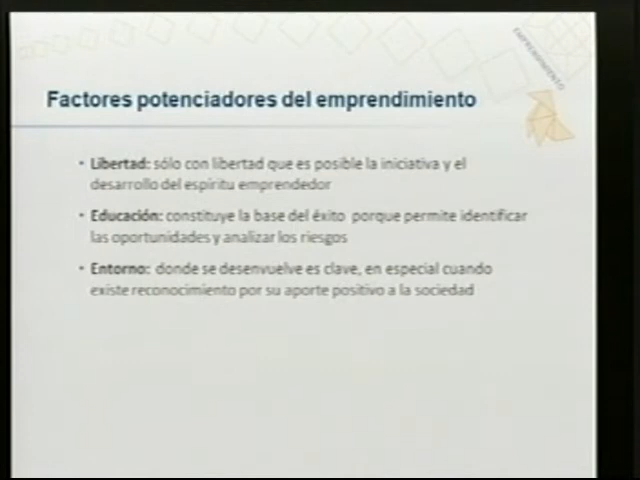 EMPRENDIMIENTO
Factores potenciadores del emprendimiento
• Libertad: sólo con libertad que es posible la iniciativa y el
desarrollo del espíritu emprendedor
• Educación: constituye la base del éxito porque permite identificar
las oportunidades y analizar los riesgos
• Entorno: donde se desenvuelve es clave, en especial cuando
existe reconocimiento por su aporte positivo a la sociedad